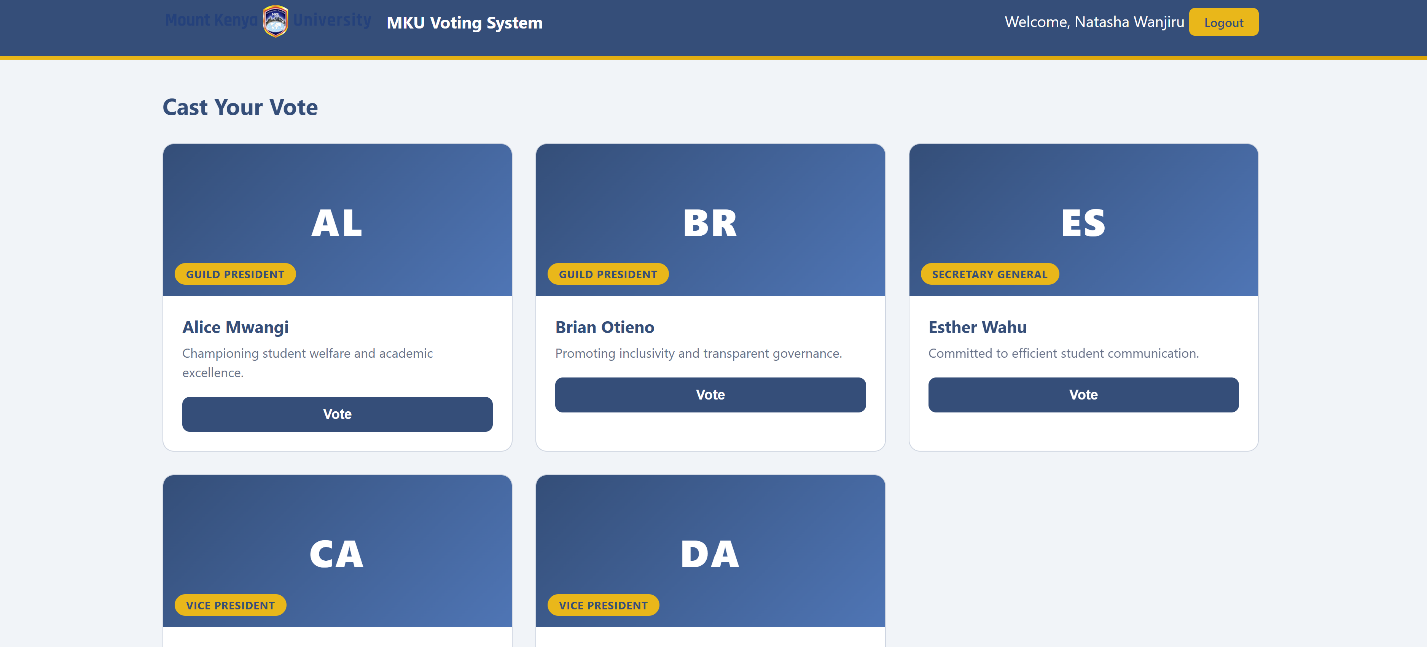 Mount Kenya University MKU Voting System
Welcome, Natasha Wanjiru Logout
Cast Your Vote
AL
GUILD PRESIDENT
Alice Mwangi
Championing student welfare and academic
excellence.
Vote
BR
GUILD PRESIDENT
Brian Otieno
Promoting inclusivity and transparent governance.
Vote
ES
SECRETARY GENERAL
Esther Wahu
Committed to efficient student communication.
Vote
CA
VICE PRESIDENT
DA
VICE PRESIDENT